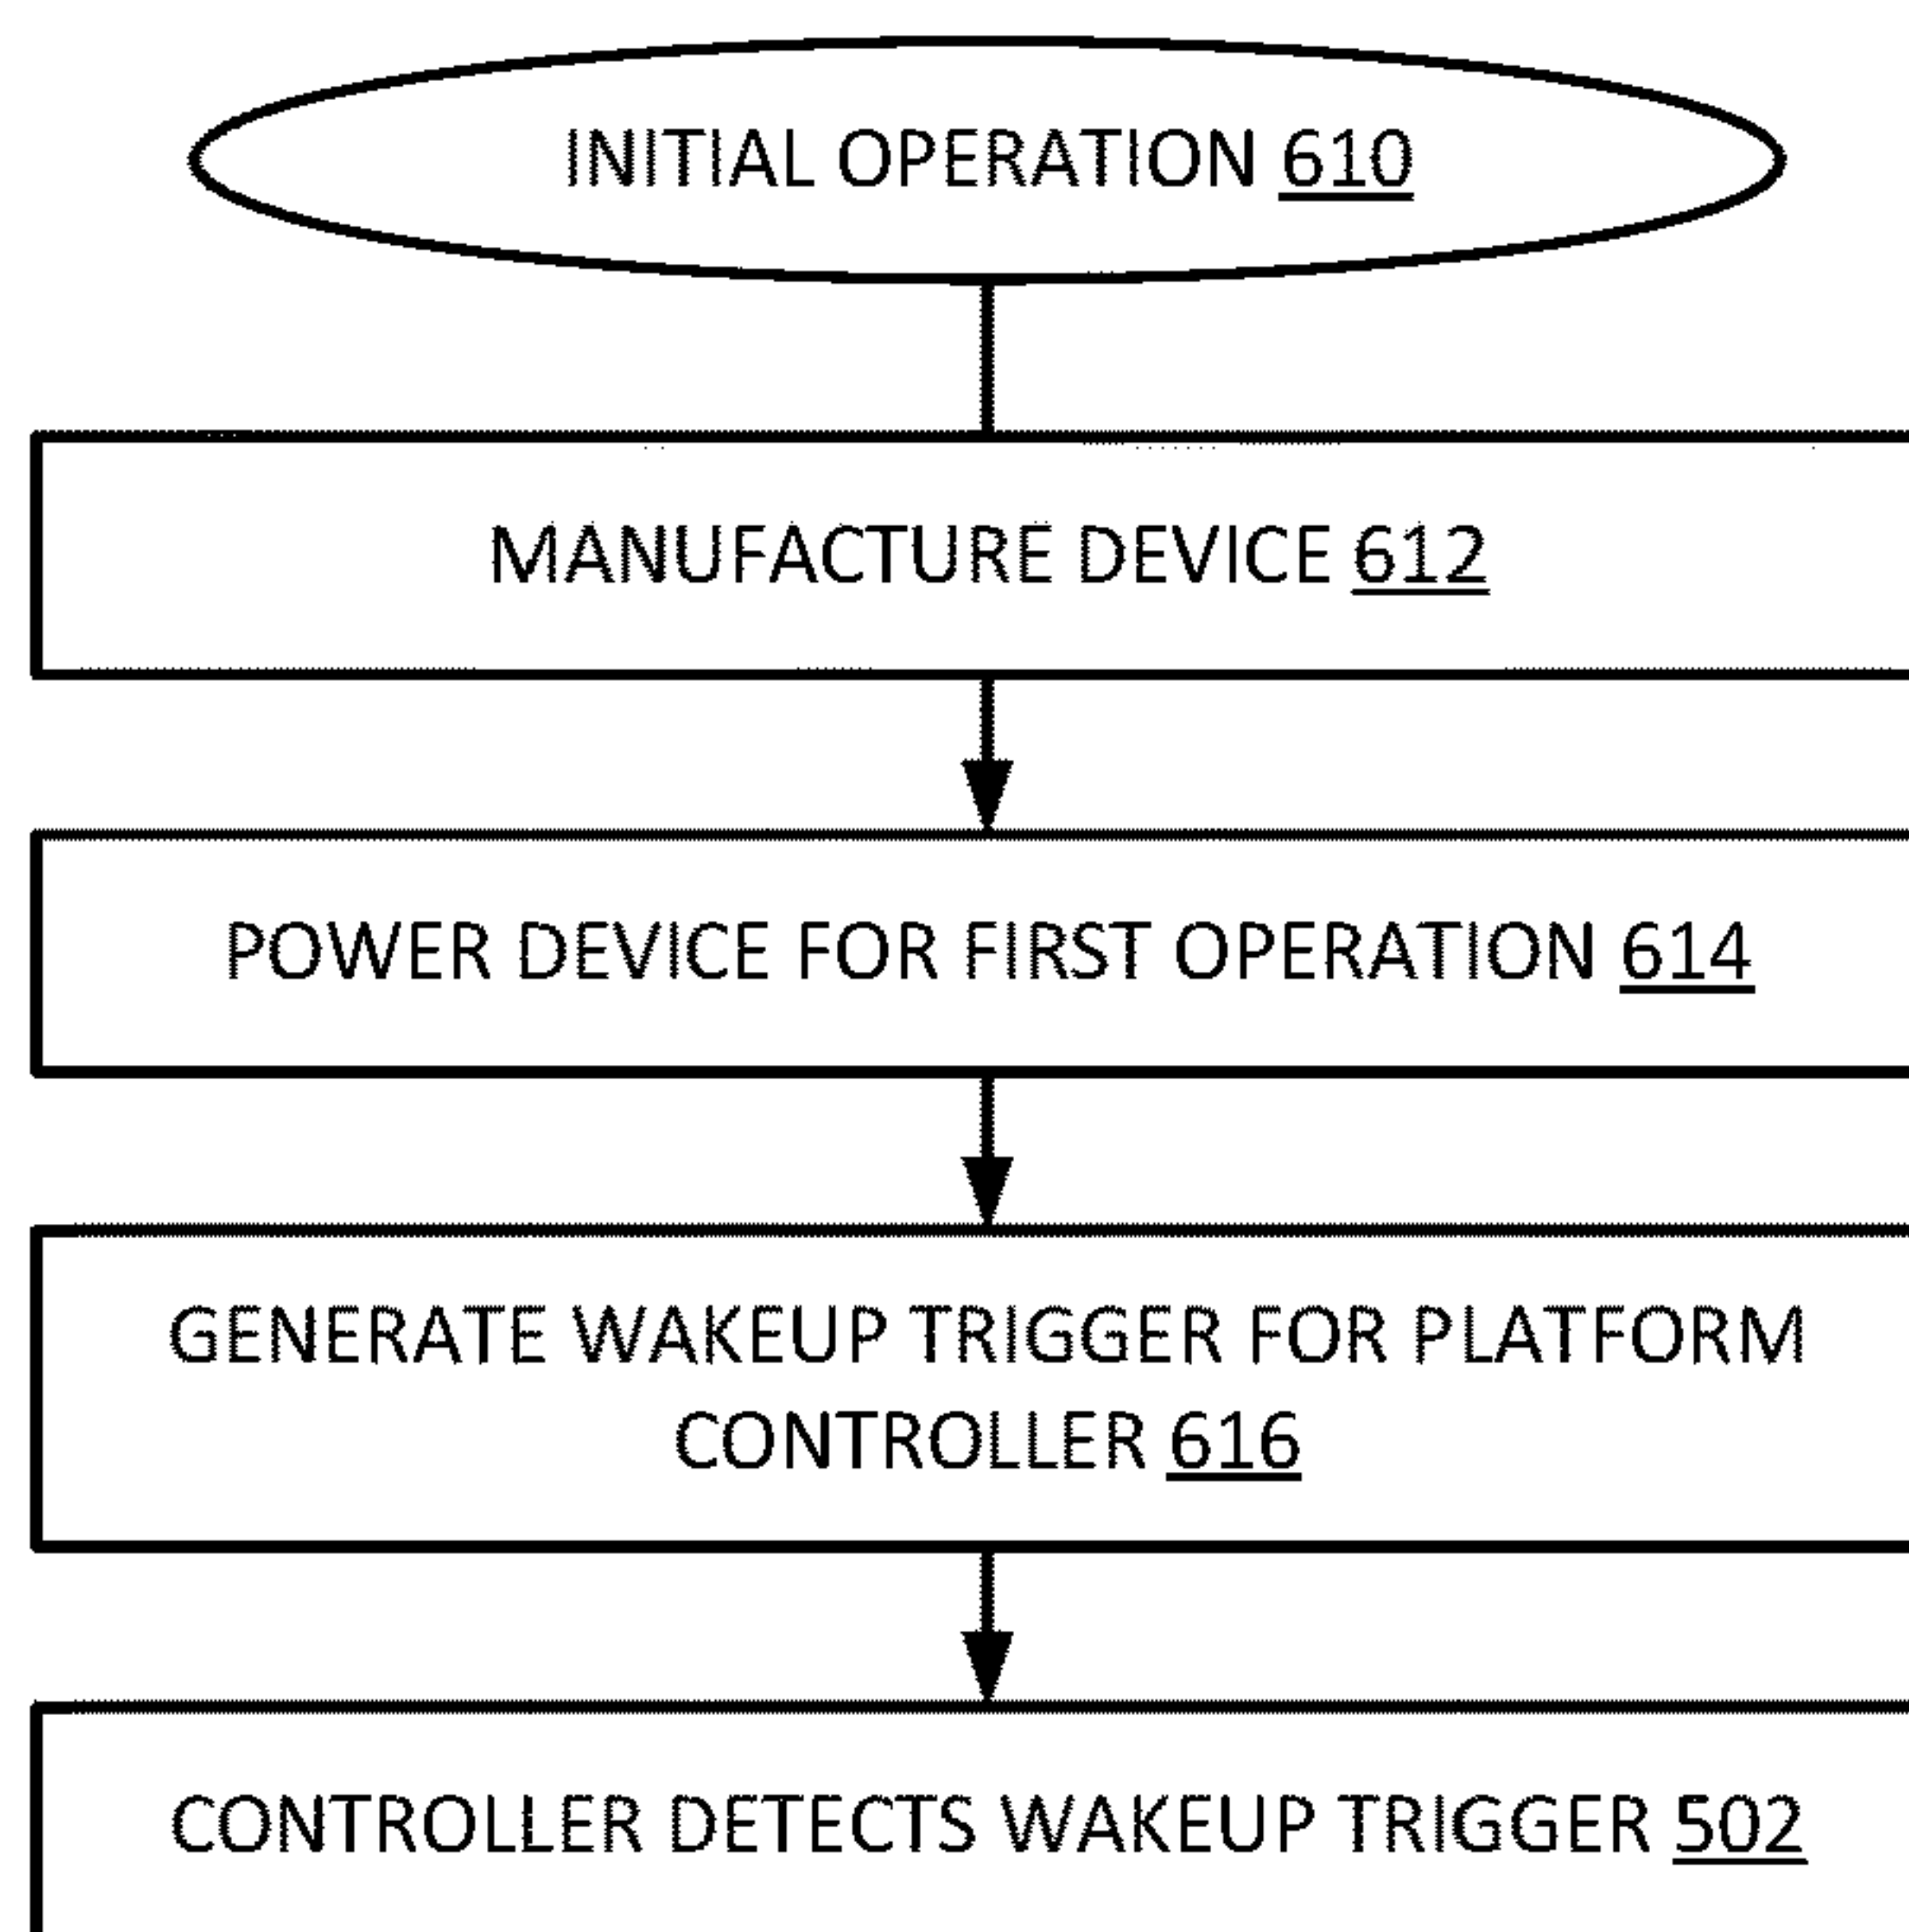 INITIAL OPERATION 610
MANUFACTURE DEVICE 612
POWER DEVICE FOR FIRST OPERATION 614
GENERATE WAKEUP TRIGGER FOR PLATFORM
CONTROLLER 616
CONTROLLER DETECTS WAKEUP TRIGGER 502